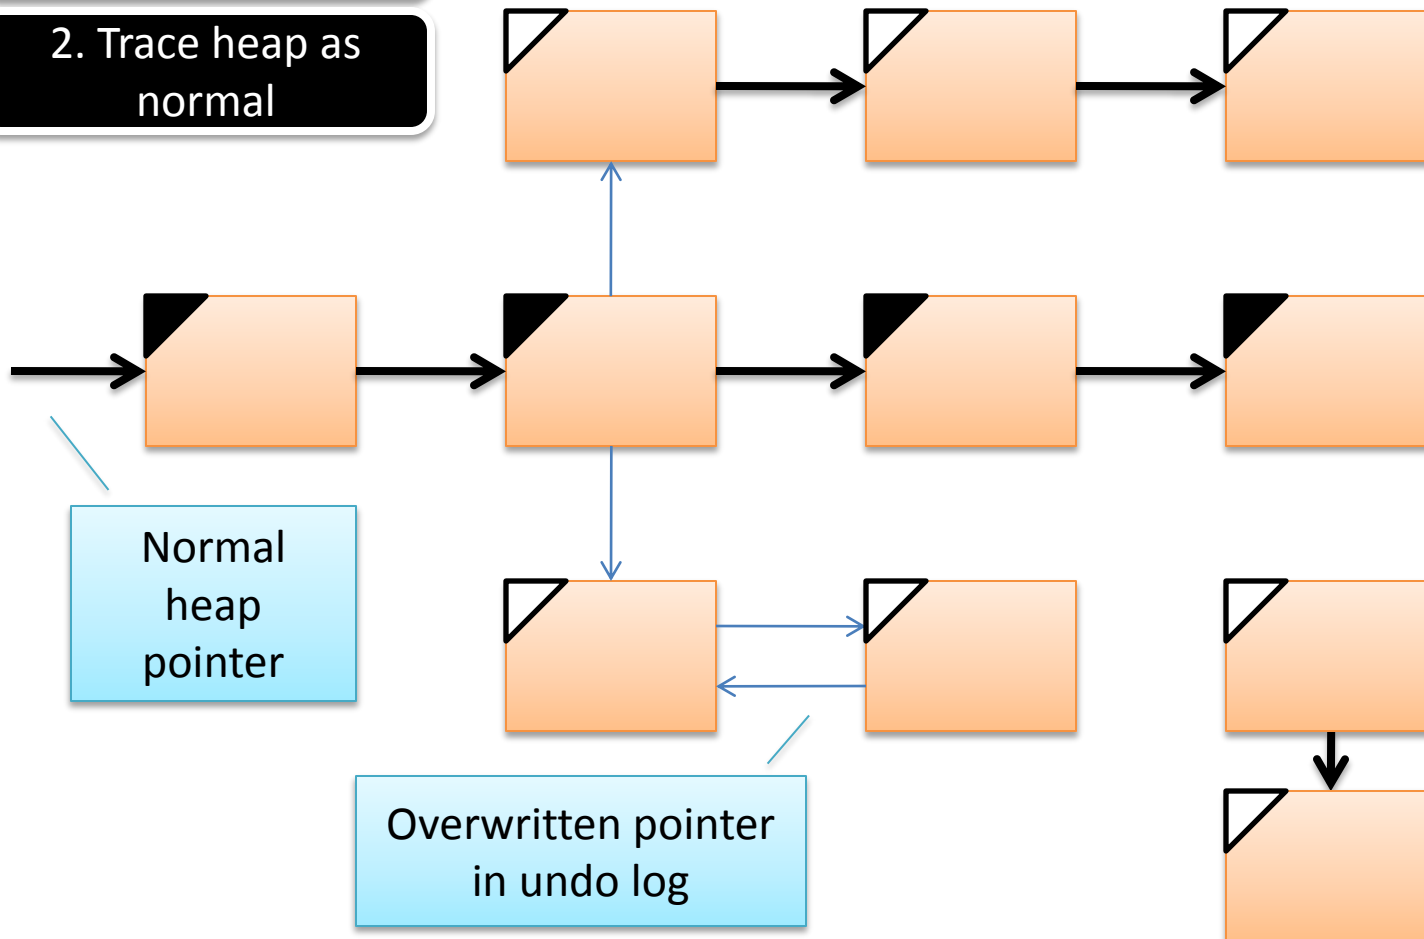 2. Trace heap as
normal
Normal
heap
pointer
Overwritten pointer
in undo log